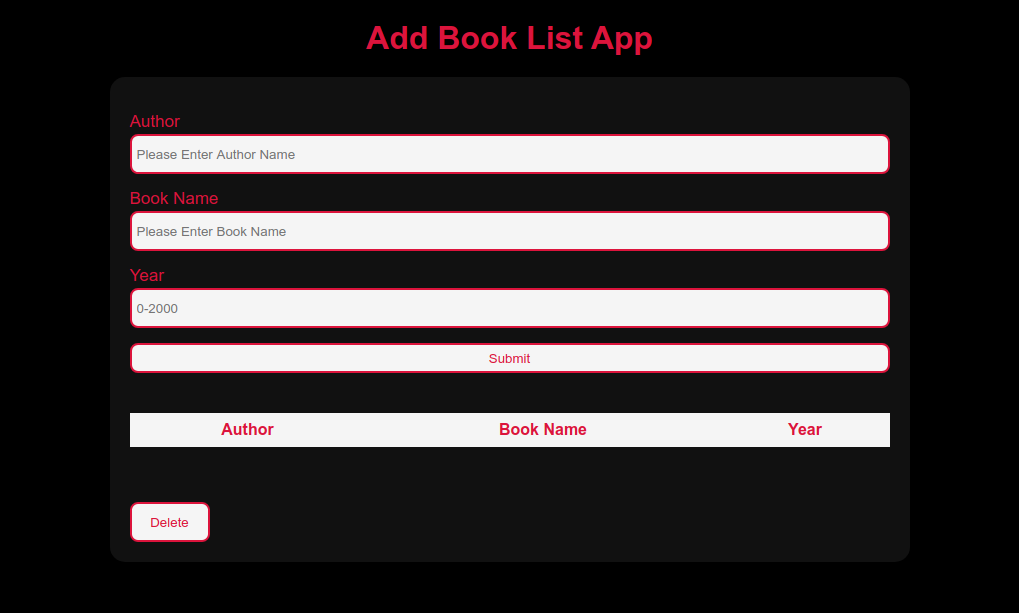 Add Book List App
Author
Please Enter Author Name
Book Name
Please Enter Book Name
Year
0-2000
Submit
Author Book Name Year
Delete